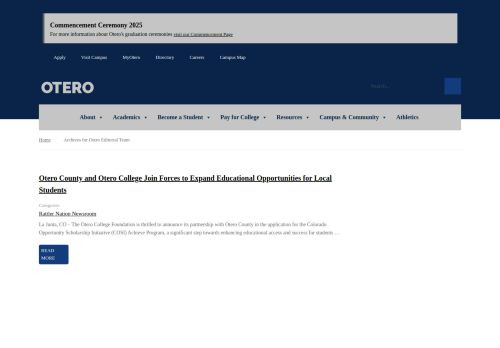 Commencement Ceremony 2025
For more information about Otero's graduation ceremonies visit our Commencement Page
Apply Visit Campus MyOtero Directory Careers Campus Map
OTERO
Search...
About Academics Become a Student Pay for College Resources Campus & Community Athletics
Home Archives for Otero Editorial Team
Otero County and Otero College Join Forces to Expand Educational Opportunities for Local
Students
Categories:
Rattler Nation Newsroom
La Junta, CO – The Otero College Foundation is thrilled to announce its partnership with Otero County in the application for the Colorado
Opportunity Scholarship Initiative (COSI) Achieve Program, a significant step towards enhancing educational access and success for students …
READ
MORE